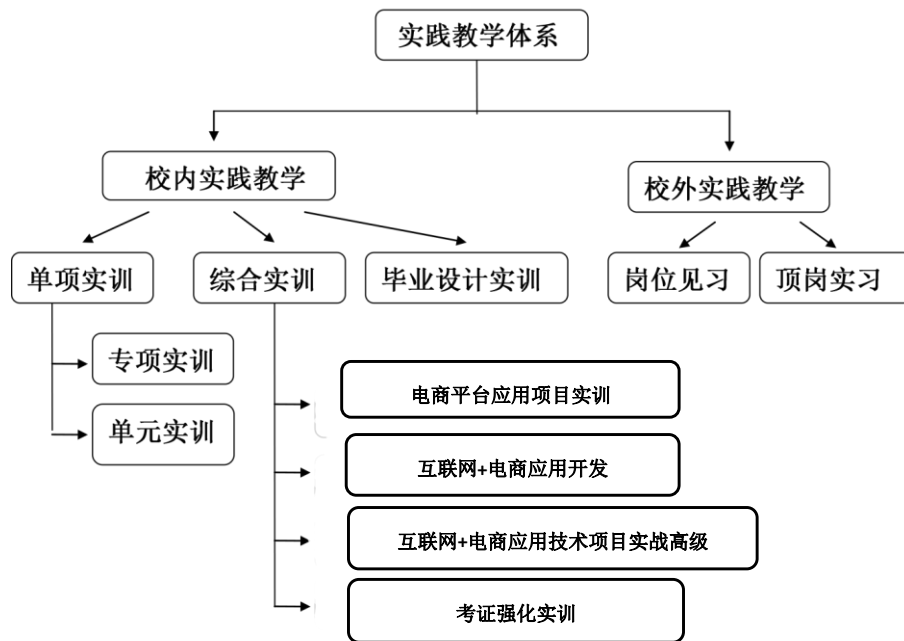 实践教学体系
校内实践教学
校外实践教学
单项实训
综合实训
毕业设计实训
岗位见习
顶岗实习
专项实训
单元实训
电商平台应用项目实训
互联网+电商应用开发
互联网+电商应用技术项目实战高级
考证强化实训